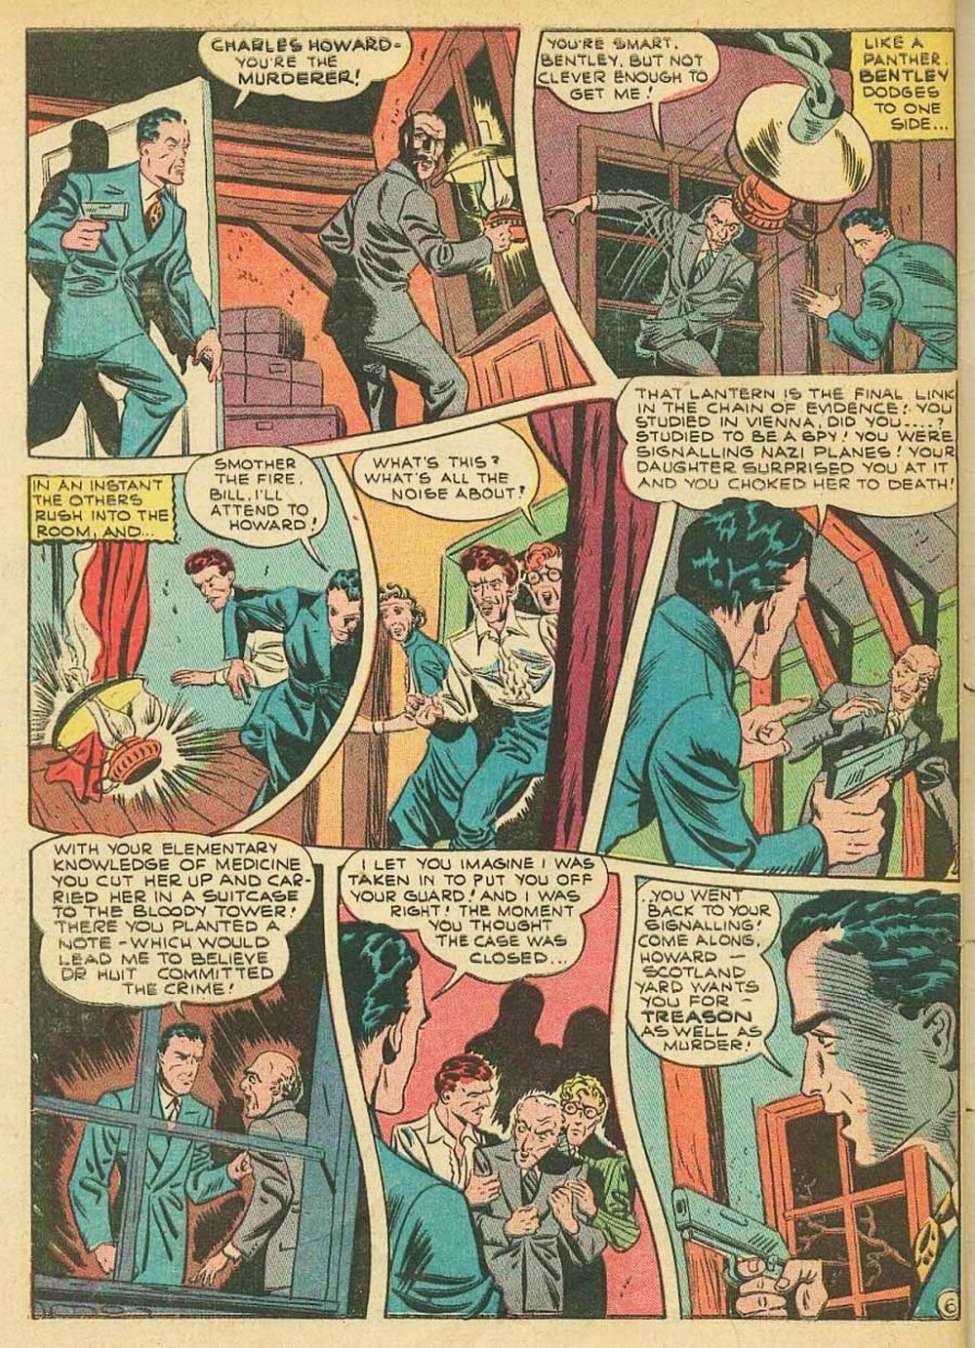 CHARLES HOWARD-
YOU'RE THE
MURDERER!
YOU'RE SMART,
BENTLEY, BUT NOT
CLEVER ENOUGH TO
GET ME!
LIKE A
PANTHER,
BENTLEY
DODGES
TO ONE
SIDE...
IN AN INSTANT
THE OTHERS
RUSH INTO THE
ROOM, AND...
SMOTHER
THE FIRE,
BILL, I'LL
ATTEND TO
HOWARD!
WHAT'S THIS?
WHAT'S ALL THE
NOISE ABOUT?
THAT LANTERN IS THE FINAL LINK
IN THE CHAIN OF EVIDENCE! YOU
STUDIED IN VIENNA, DID YOU....?
STUDIED TO BE A SPY! YOU WERE
SIGNALLING NAZI PLANES! YOUR
DAUGHTER SURPRISED YOU AT IT
AND YOU CHOKED HER TO DEATH!
WITH YOUR ELEMENTARY
KNOWLEDGE OF MEDICINE
YOU CUT HER UP AND CAR-
RIED HER IN A SUITCASE
TO THE BLOODY TOWER!
THERE YOU PLANTED A
NOTE - WHICH WOULD
LEAD ME TO BELIEVE
DR HUIT COMMITTED
THE CRIME!
I LET YOU IMAGINE I WAS
TAKEN IN TO PUT YOU OFF
YOUR GUARD! AND I WAS
RIGHT! THE MOMENT
YOU THOUGHT
THE CASE WAS
CLOSED...
..YOU WENT
BACK TO YOUR
SIGNALLING!
COME ALONG,
HOWARD -
SCOTLAND
YARD WANTS
YOU FOR -
TREASON
AS WELL AS
MURDER!
6